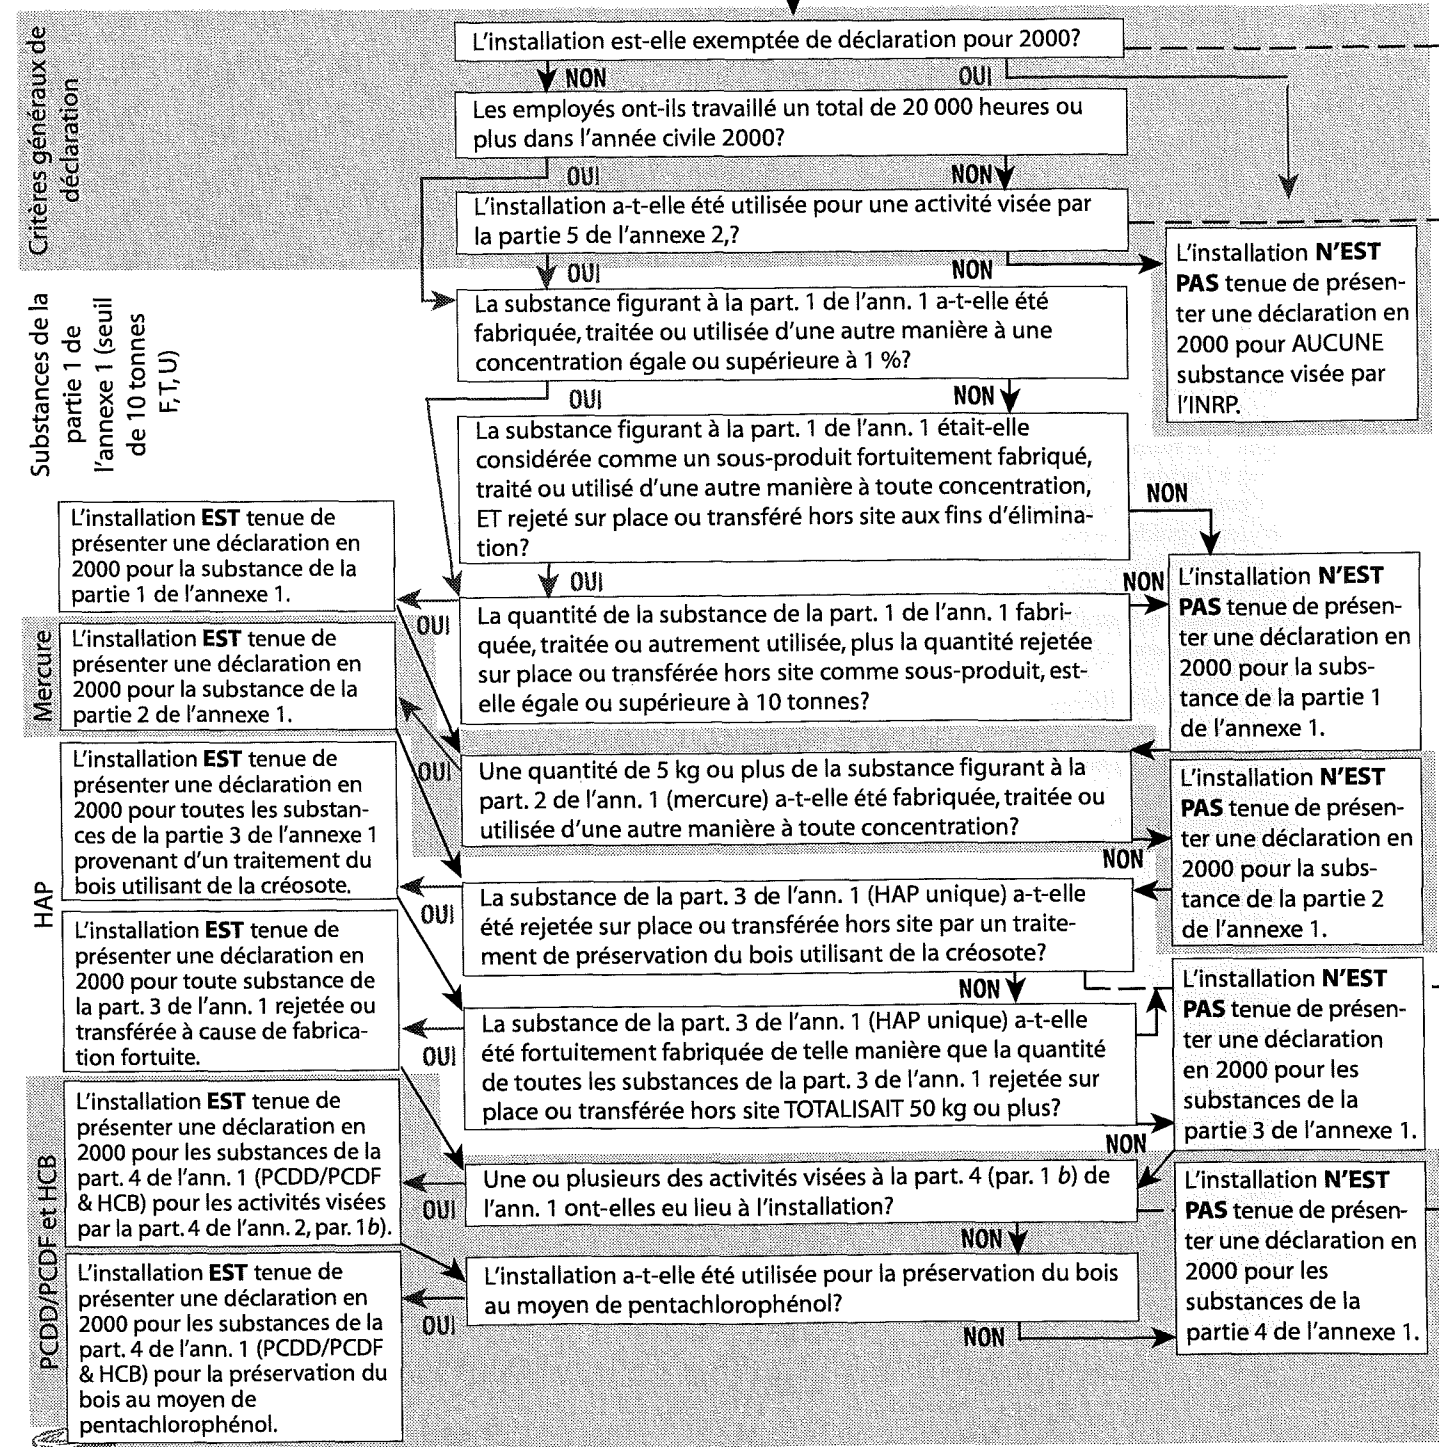 Critères généraux de
déclaration
L'installation est-elle exemptée de déclaration pour 2000?
NON
OUI
Les employés ont-ils travaillé un total de 20 000 heures ou
plus dans l'année civile 2000?
OUI
NON
L'installation a-t-elle été utilisée pour une activité visée par
la partie 5 de l'annexe 2,?
OUI
NON
L'installation N'EST
PAS tenue de présen-
ter une déclaration en
2000 pour AUCUNE
substance visée par
l'INRP.
Substances de la
partie 1 de
l'annexe 1 (seuil
de 10 tonnes
F, T, U)
La substance figurant à la part. 1 de l'ann. 1 a-t-elle été
fabriquée, traitée ou utilisée d'une autre manière à une
concentration égale ou supérieure à 1 %?
OUI
NON
La substance figurant à la part. 1 de l'ann. 1 était-elle
considérée comme un sous-produit fortuitement fabriqué,
traité ou utilisé d'une autre manière à toute concentration,
ET rejeté sur place ou transféré hors site aux fins d'élimina-
tion?
NON
OUI
L'installation EST tenue de
présenter une déclaration en
2000 pour la substance de la
partie 1 de l'annexe 1.
OUI
La quantité de la substance de la part. 1 de l'ann. 1 fabri-
quée, traitée ou autrement utilisée, plus la quantité rejetée
sur place ou transférée hors site comme sous-produit, est-
elle égale ou supérieure à 10 tonnes?
NON
L'installation N'EST
PAS tenue de présen-
ter une déclaration en
2000 pour la subs-
tance de la partie 1
de l'annexe 1.
Mercure
L'installation EST tenue de
présenter une déclaration en
2000 pour la substance de la
partie 2 de l'annexe 1.
OUI
Une quantité de 5 kg ou plus de la substance figurant à la
part. 2 de l'ann. 1 (mercure) a-t-elle été fabriquée, traitée ou
utilisée d'une autre manière à toute concentration?
NON
L'installation N'EST
PAS tenue de présen-
ter une déclaration en
2000 pour la subs-
tance de la partie 2
de l'annexe 1.
HAP
L'installation EST tenue de
présenter une déclaration en
2000 pour toutes les substan-
ces de la partie 3 de l'annexe 1
provenant d'un traitement du
bois utilisant de la créosote.
OUI
La substance de la part. 3 de l'ann. 1 (HAP unique) a-t-elle
été rejetée sur place ou transférée hors site par un traite-
ment de préservation du bois utilisant de la créosote?
NON
L'installation EST tenue de
présenter une déclaration en
2000 pour toute substance de
la part. 3 de l'ann. 1 rejetée ou
transférée à cause de fabrica-
tion fortuite.
OUI
La substance de la part. 3 de l'ann. 1 (HAP unique) a-t-elle
été fortuitement fabriquée de telle manière que la quantité
de toutes les substances de la part. 3 de l'ann. 1 rejetée sur
place ou transférée hors site TOTALISAIT 50 kg ou plus?
NON
L'installation N'EST
PAS tenue de présen-
ter une déclaration
en 2000 pour les
substances de la
partie 3 de l'annexe 1.
PCDD/PCDF et HCB
L'installation EST tenue de
présenter une déclaration en
2000 pour les substances de la
part. 4 de l'ann. 1 (PCDD/PCDF
& HCB) pour les activités visées
par la part. 4 de l'ann. 2, par. 1b).
OUI
Une ou plusieurs des activités visées à la part. 4 (par. 1 b) de
l'ann. 1 ont-elles eu lieu à l'installation?
NON
L'installation EST tenue de
présenter une déclaration en
2000 pour les substances de la
part. 4 de l'ann. 1 (PCDD/PCDF
& HCB) pour la préservation du
bois au moyen de
pentachlorophénol.
OUI
L'installation a-t-elle été utilisée pour la préservation du bois
au moyen de pentachlorophénol?
NON
L'installation N'EST
PAS tenue de présen-
ter une déclaration en
2000 pour les
substances de la
partie 4 de l'annexe 1.